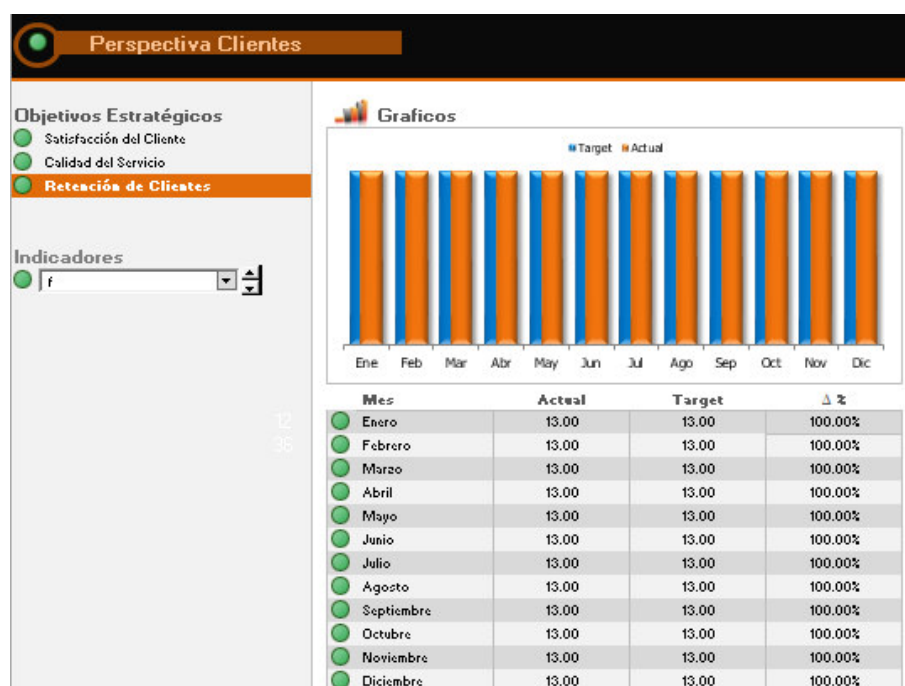 Perspectiva Clientes
Objetivos Estratégicos
Satisfacción del Cliente
Calidad del Servicio
Retención de Clientes
Indicadores
f
12
36
Graficos
Target Actual
Ene Feb Mar Abr May Jun Jul Ago Sep Oct Nov Dic
Mes Actual Target Δ %
Enero 13.00 13.00 100.00%
Febrero 13.00 13.00 100.00%
Marzo 13.00 13.00 100.00%
Abril 13.00 13.00 100.00%
Mayo 13.00 13.00 100.00%
Junio 13.00 13.00 100.00%
Julio 13.00 13.00 100.00%
Agosto 13.00 13.00 100.00%
Septiembre 13.00 13.00 100.00%
Octubre 13.00 13.00 100.00%
Noviembre 13.00 13.00 100.00%
Diciembre 13.00 13.00 100.00%